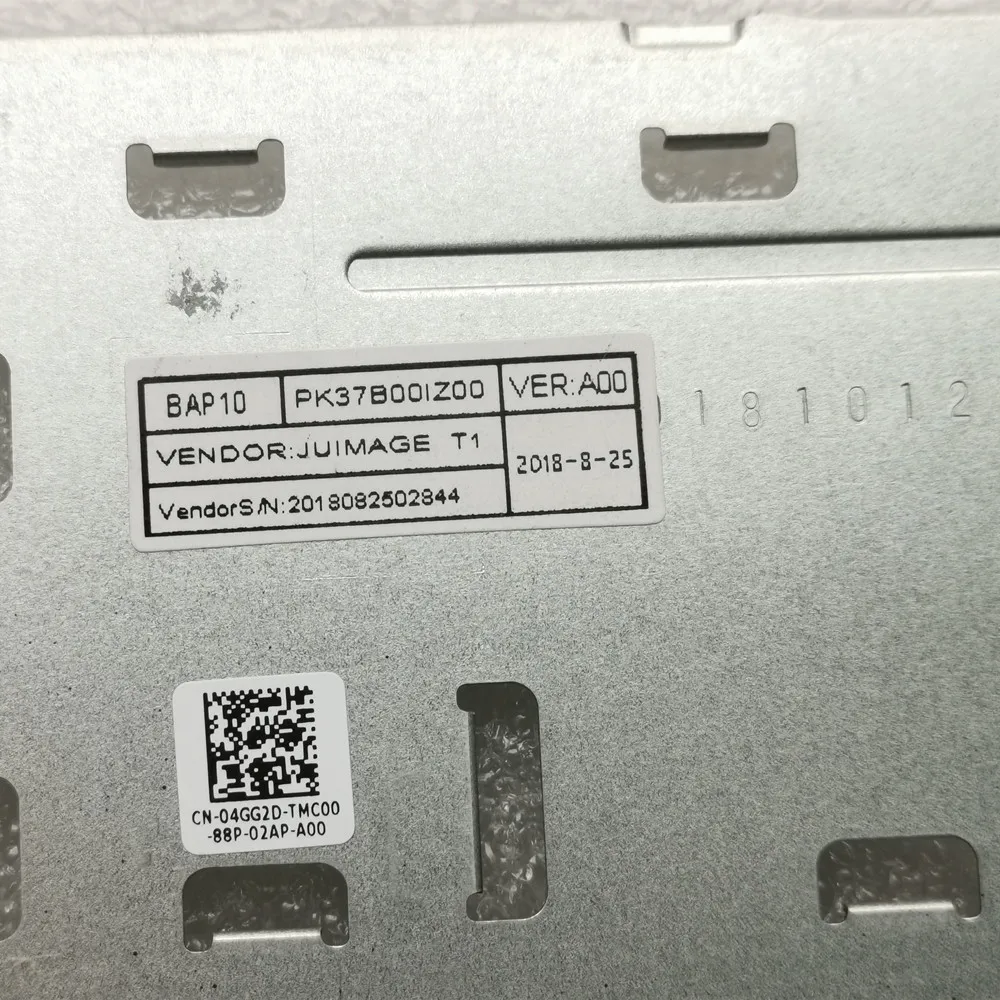 BAP10 PK37B00IZ00 VER:A00
VENDOR:JUIMAGE T1
2018-8-25
VendorS/N:2018082502844
181012
CN-04GG2D-TMC00
-88P-02AP-A00